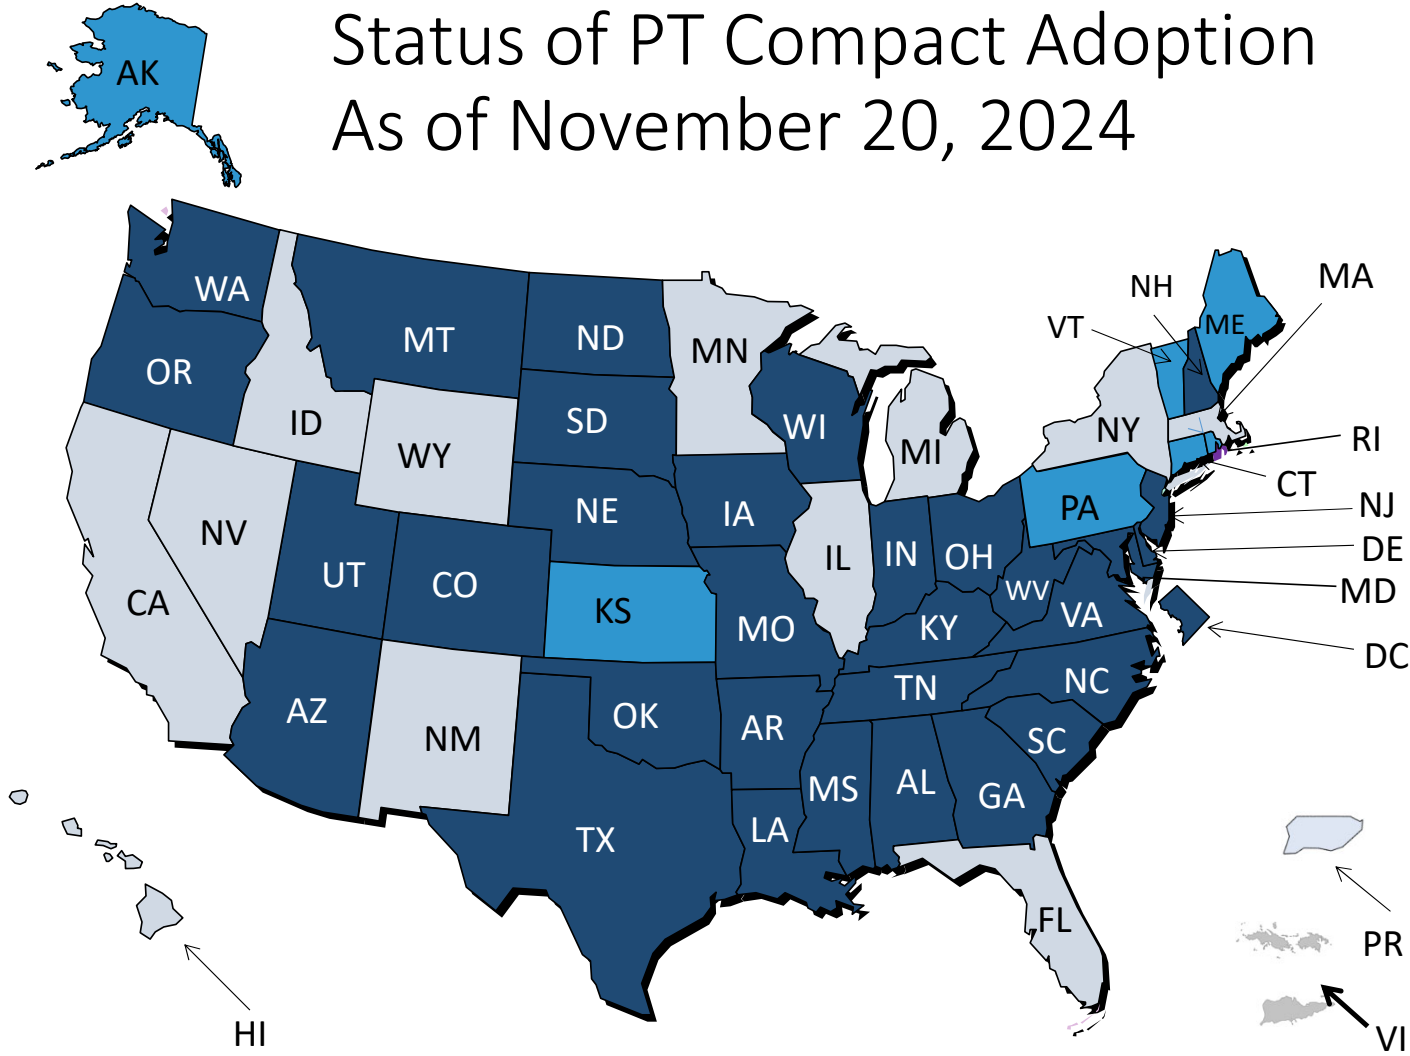 Status of PT Compact Adoption
As of November 20, 2024
AK
WA
MT
ND
MN
OR
ID
WY
SD
WI
MI
NY
VT
NH
ME
MA
RI
CT
NJ
DE
MD
DC
PA
NE
IA
IL
IN
OH
NV
UT
CO
CA
KS
MO
KY
WV
VA
TN
NC
AZ
NM
OK
AR
SC
MS
AL
GA
TX
LA
FL
HI
PR
VI